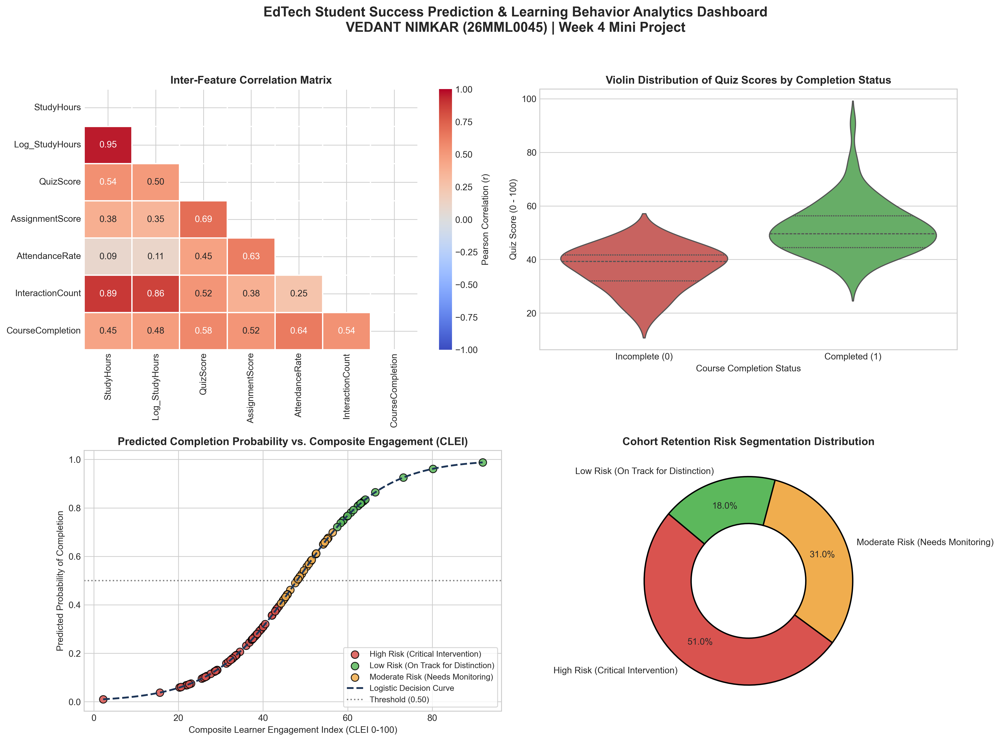 EdTech Student Success Prediction & Learning Behavior Analytics Dashboard
VEDANT NIMKAR (26MML0045) | Week 4 Mini Project
Inter-Feature Correlation Matrix
StudyHours
Log_StudyHours
0.95
QuizScore
0.54 0.50
AssignmentScore
0.38 0.35 0.69
AttendanceRate
0.09 0.11 0.45 0.63
InteractionCount
0.89 0.86 0.52 0.38 0.25
CourseCompletion
0.45 0.48 0.58 0.52 0.64 0.54
StudyHours
Log_StudyHours
QuizScore
AssignmentScore
AttendanceRate
InteractionCount
CourseCompletion
1.00
0.75
0.50
0.25
0.00
−0.25
−0.50
−0.75
−1.00
Pearson Correlation (r)
Violin Distribution of Quiz Scores by Completion Status
Quiz Score (0 - 100)
100
80
60
40
20
Incomplete (0)
Completed (1)
Course Completion Status
Predicted Completion Probability vs. Composite Engagement (CLEI)
Predicted Probability of Completion
1.0
0.8
0.6
0.4
0.2
0.0
High Risk (Critical Intervention)
Low Risk (On Track for Distinction)
Moderate Risk (Needs Monitoring)
Logistic Decision Curve
Threshold (0.50)
0 20 40 60 80
Composite Learner Engagement Index (CLEI 0-100)
Cohort Retention Risk Segmentation Distribution
Low Risk (On Track for Distinction)
18.0%
Moderate Risk (Needs Monitoring)
31.0%
51.0%
High Risk (Critical Intervention)